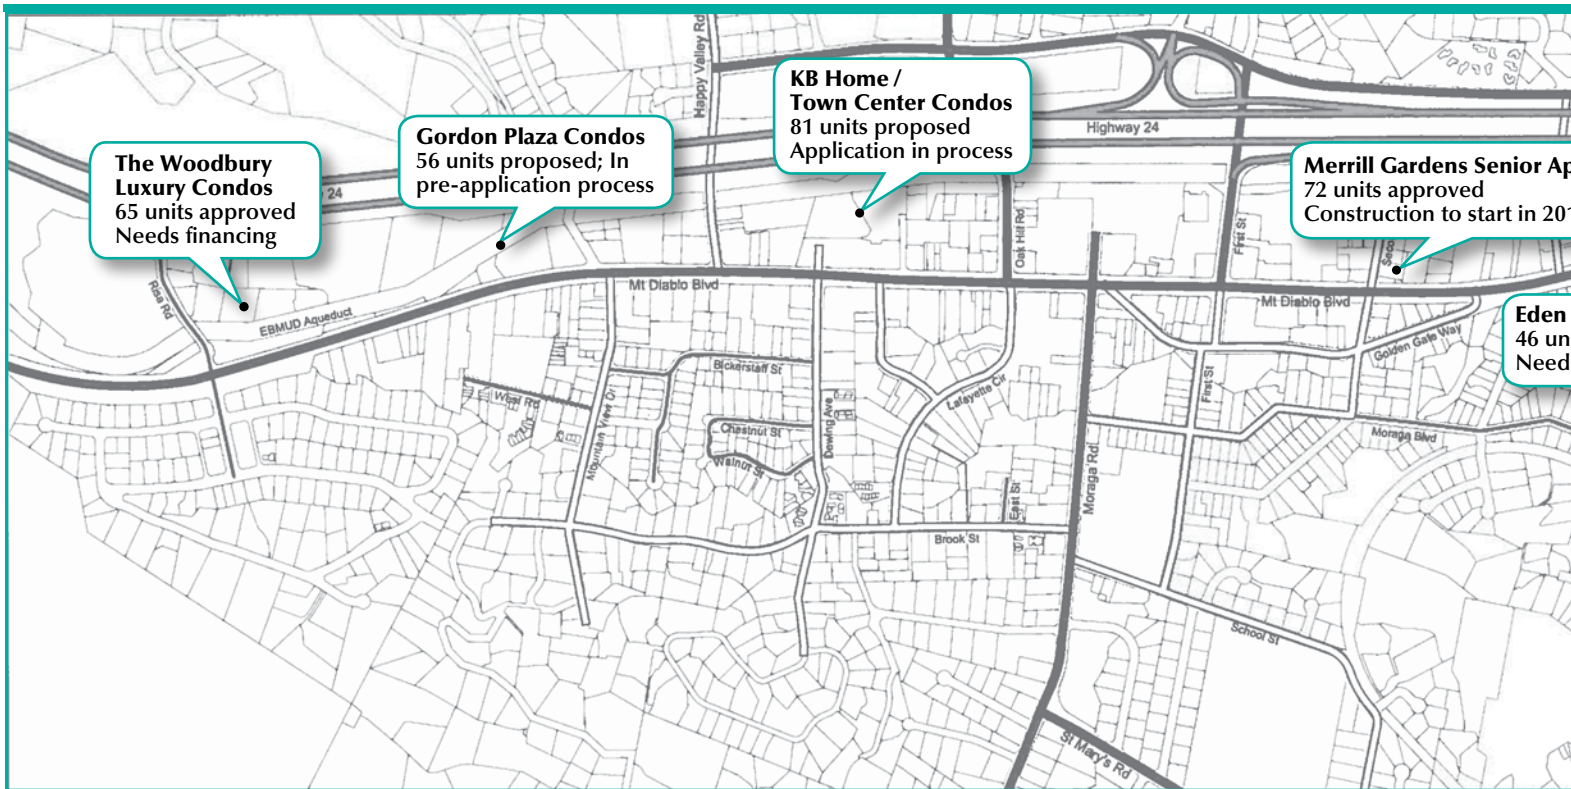 Happy Valley Rd
KB Home /
Town Center Condos
81 units proposed
Application in process
Highway 24
Gordon Plaza Condos
56 units proposed; In
pre-application process
The Woodbury
Luxury Condos
65 units approved
Needs financing
24
Merrill Gardens Senior Ap
72 units approved
Construction to start in 201
Oak Hill Rd
First St
Seco
Risa Rd
EBMUD Aqueduct
Mt Diablo Blvd
Mt Diablo Blvd
Eden
46 un
Need
Golden Gate Way
Bickerstaff St
West Rd
Mountain View Dr
Chestnut St
Walnut St
Dewing Ave
Lafayette Cir
First St
Moraga Blvd
Moraga Rd
East St
Brook St
School St
St Mary's Rd